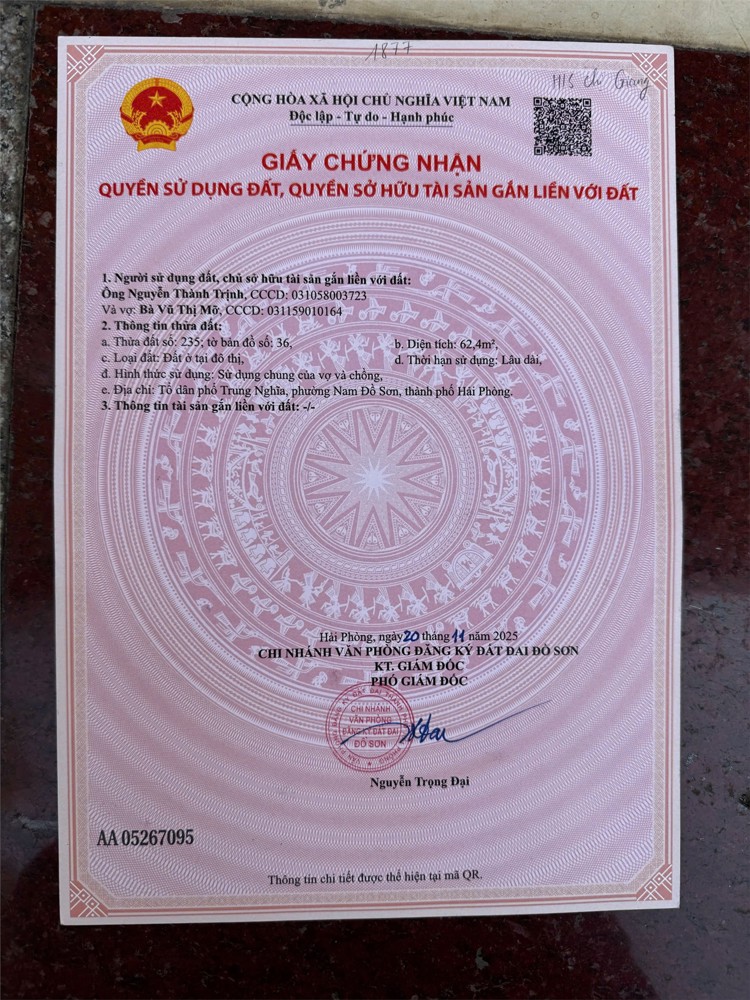 1877
HIS chị Giang
CỘNG HÒA XÃ HỘI CHỦ NGHĨA VIỆT NAM
Độc lập - Tự do - Hạnh phúc
GIẤY CHỨNG NHẬN
QUYỀN SỬ DỤNG ĐẤT, QUYỀN SỞ HỮU TÀI SẢN GẮN LIỀN VỚI ĐẤT
1. Người sử dụng đất, chủ sở hữu tài sản gắn liền với đất:
Ông Nguyễn Thành Trịnh, CCCD: 031058003723
Và vợ: Bà Vũ Thị Mỡ, CCCD: 031159010164
2. Thông tin thửa đất:
a. Thửa đất số: 235; tờ bản đồ số: 36, b. Diện tích: 62,4m²,
c. Loại đất: Đất ở tại đô thị, d. Thời hạn sử dụng: Lâu dài,
đ. Hình thức sử dụng: Sử dụng chung của vợ và chồng,
e. Địa chỉ: Tổ dân phố Trung Nghĩa, phường Nam Đồ Sơn, thành phố Hải Phòng.
3. Thông tin tài sản gắn liền với đất: -/-
Hải Phòng, ngày 20 tháng 11 năm 2025
CHI NHÁNH VĂN PHÒNG ĐĂNG KÝ ĐẤT ĐAI ĐỒ SƠN
KT. GIÁM ĐỐC
PHÓ GIÁM ĐỐC
CHI NHÁNH
VĂN PHÒNG
ĐĂNG KÝ ĐẤT ĐAI
ĐỒ SƠN
Nguyễn Trọng Đại
AA 05267095
Thông tin chi tiết được thể hiện tại mã QR.